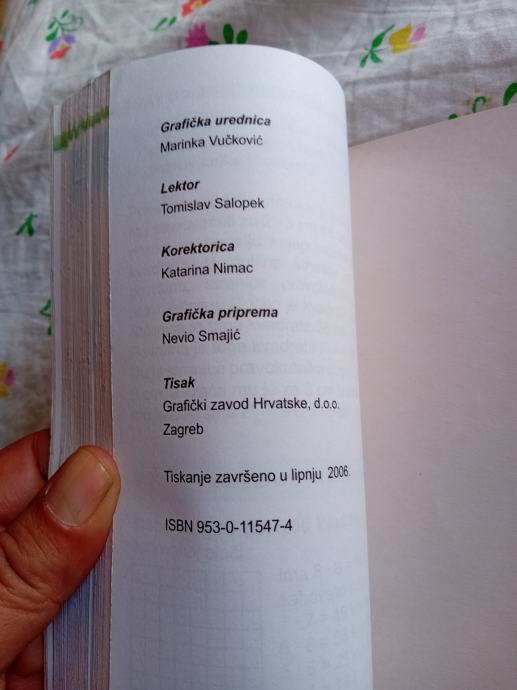 Grafička urednica
Marinka Vučković
Lektor
Tomislav Salopek
Korektorica
Katarina Nimac
Grafička priprema
Nevio Smajić
Tisak
Grafički zavod Hrvatske, d.o.o.
Zagreb
Tiskanje završeno u lipnju 2006.
ISBN 953-0-11547-4